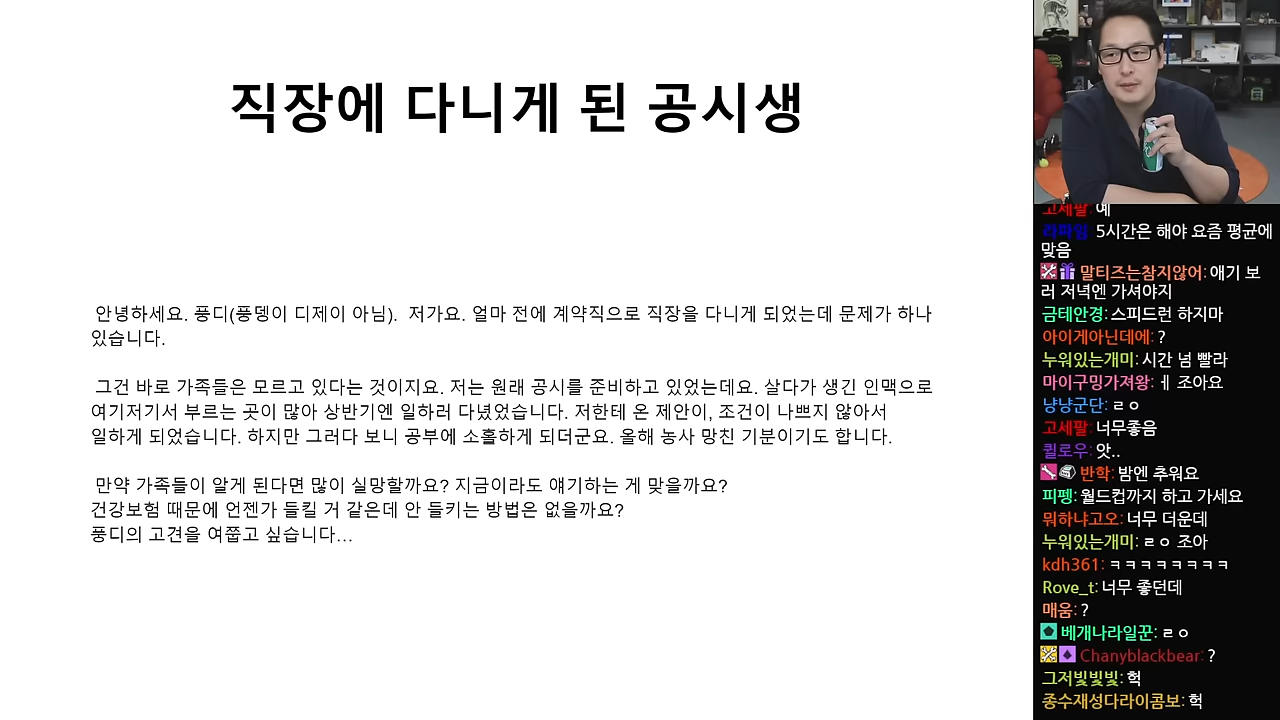 직장에 다니게 된 공시생
안녕하세요. 풍디(풍뎅이 디제이 아님). 저가요. 얼마 전에 계약직으로 직장을 다니게 되었는데 문제가 하나
있습니다.
그건 바로 가족들은 모르고 있다는 것이지요. 저는 원래 공시를 준비하고 있었는데요. 살다가 생긴 인맥으로
여기저기서 부르는 곳이 많아 상반기엔 일하러 다녔었습니다. 저한테 온 제안이, 조건이 나쁘지 않아서
일하게 되었습니다. 하지만 그러다 보니 공부에 소홀하게 되더군요. 올해 농사 망친 기분이기도 합니다.
만약 가족들이 알게 된다면 많이 실망할까요? 지금이라도 얘기하는 게 맞을까요?
건강보험 때문에 언젠가 들킬 거 같은데 안 들키는 방법은 없을까요?
풍디의 고견을 여쭙고 싶습니다...
고세팔: 예
라파임: 5시간은 해야 요즘 평균에
맞음
말티즈는참지않어: 애기 보
러 저녁엔 가셔야지
금테안경: 스피드런 하지마
아이게아닌데에: ?
누워있는개미: 시간 넘 빨라
마이구밍가져왕: ㅔ 조아요
냥냥군단: ㄹㅇ
고세팔: 너무좋음
퀼로우: 앗..
반학: 밤엔 추워요
피펭: 월드컵까지 하고 가세요
뭐하냐고오: 너무 더운데
누워있는개미: ㄹㅇ 조아
kdh361: ㅋㅋㅋㅋㅋㅋㅋㅋ
Rove_t: 너무 좋던데
매움: ?
베개나라일꾼: ㄹㅇ
Chanyblackbear: ?
그저빛빛빛: 헉
종수재성다라이콤보: 헉